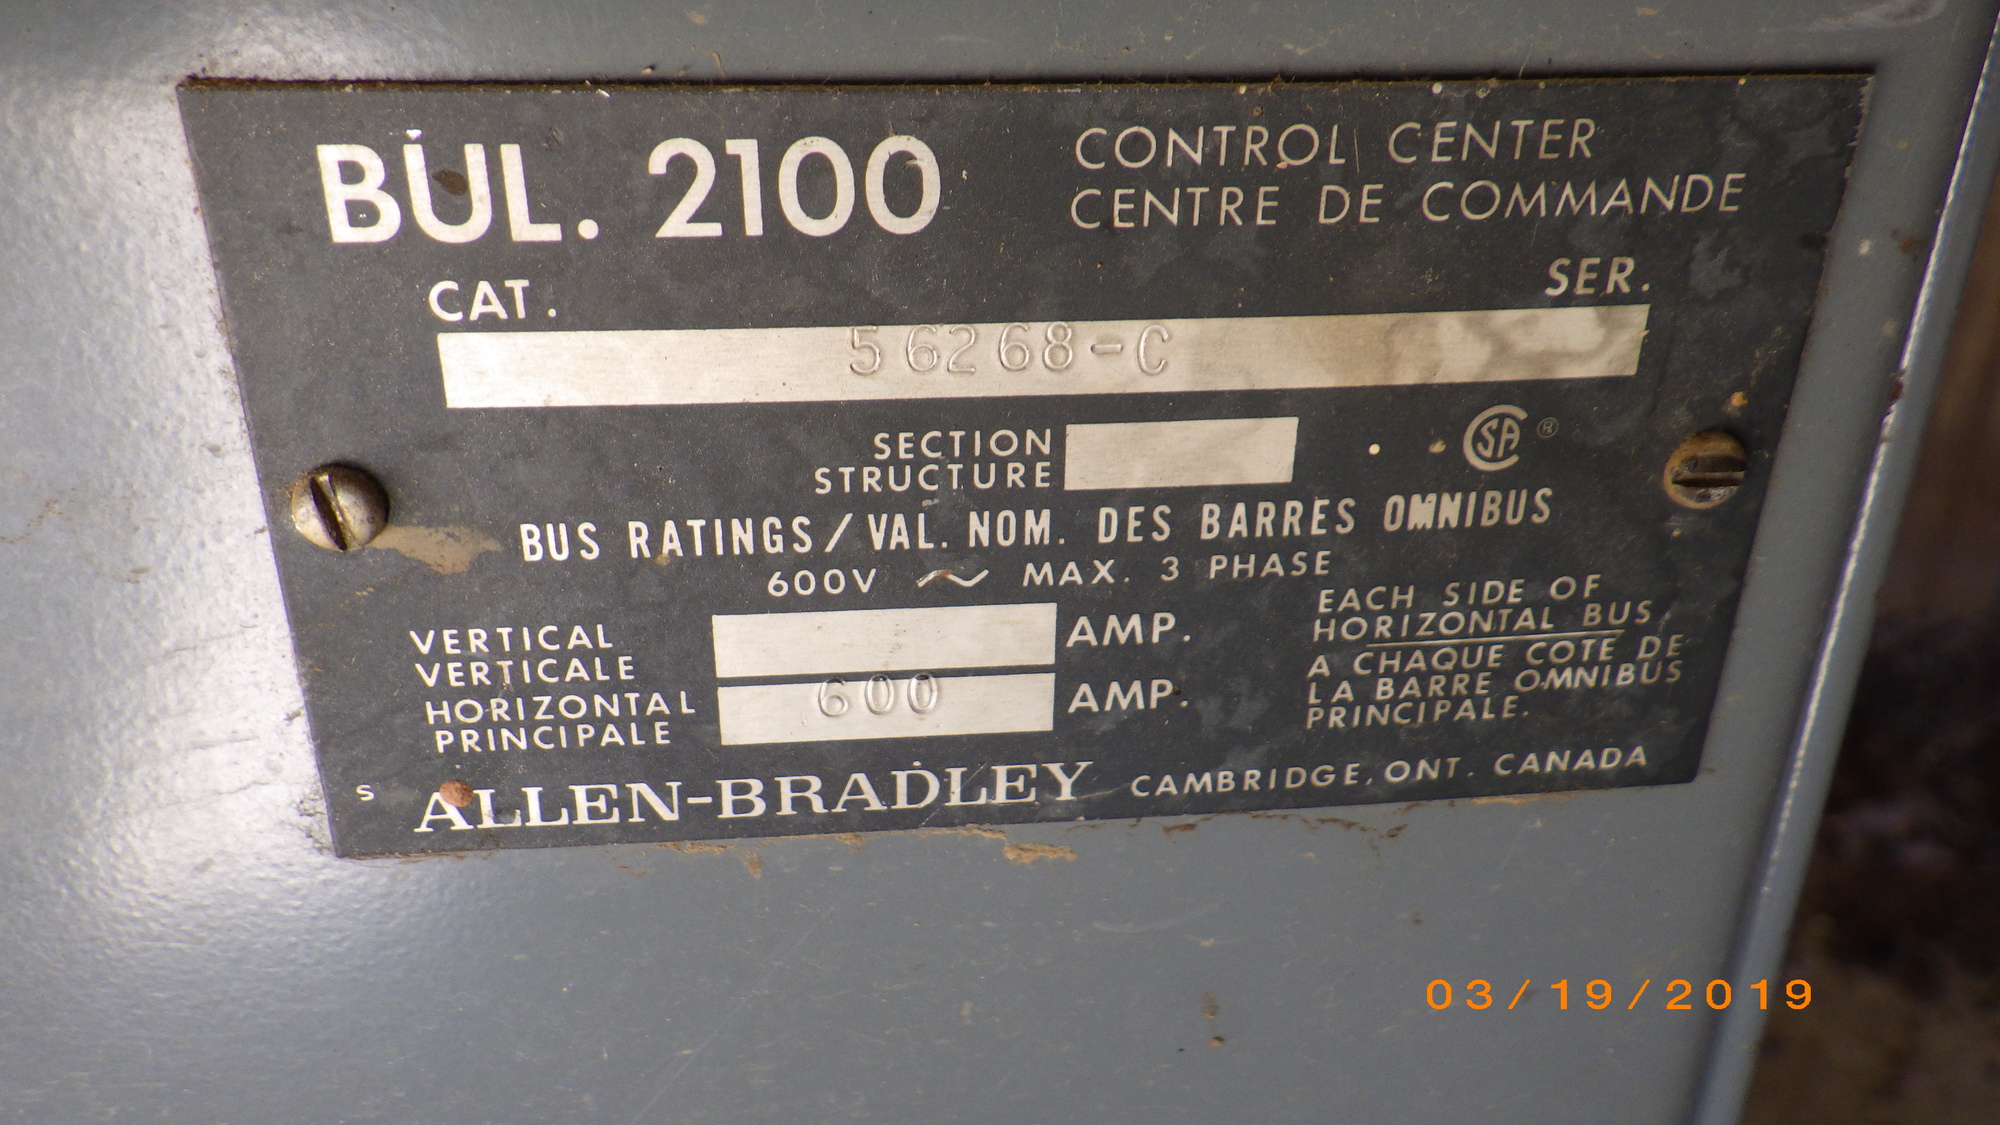 BUL. 2100
CONTROL CENTER
CENTRE DE COMMANDE
CAT.
SER.
56268-C
SECTION
STRUCTURE
CSA ®
BUS RATINGS/VAL. NOM. DES BARRES OMNIBUS
600V ~ MAX. 3 PHASE
VERTICAL
VERTICALE
AMP.
HORIZONTAL
PRINCIPALE
600
AMP.
EACH SIDE OF
HORIZONTAL BUS
A CHAQUE COTE DE
LA BARRE OMNIBUS
PRINCIPALE.
S
ALLEN-BRADLEY CAMBRIDGE, ONT. CANADA
03/19/2019